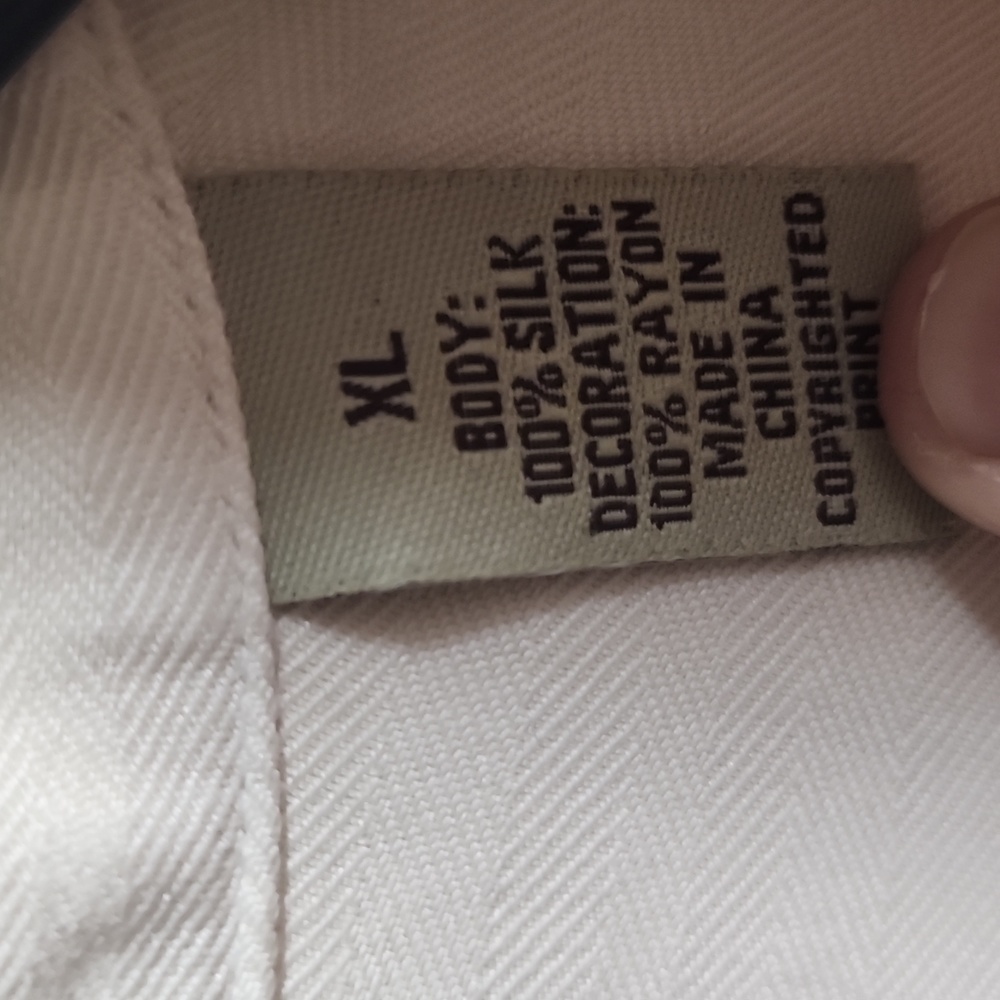 XL
BODY:
100% SILK
DECORATION:
100% RAYON
MADE IN
CHINA
COPYRIGHTED
PRINT